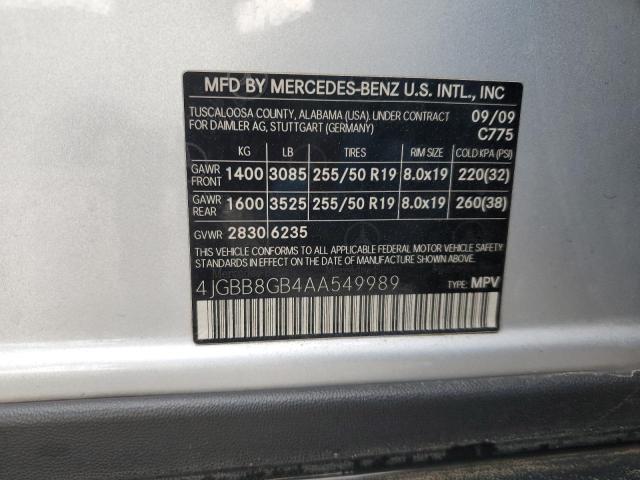 MFD BY MERCEDES-BENZ U.S. INTL., INC
TUSCALOOSA COUNTY, ALABAMA (USA). UNDER CONTRACT 09/09
FOR DAIMLER AG, STUTTGART (GERMANY) C775
KG LB TIRES RIM SIZE COLD KPA (PSI)
GAWR FRONT 1400 3085 255/50 R19 8.0x19 220(32)
GAWR REAR 1600 3525 255/50 R19 8.0x19 260(38)
GVWR 2830 6235
THIS VEHICLE CONFORMS TO ALL APPLICABLE FEDERAL MOTOR VEHICLE SAFETY
STANDARDS IN EFFECT ON THE DATE OF MANUFACTURE SHOWN ABOVE.
4JGBB8GB4AA549989 TYPE: MPV